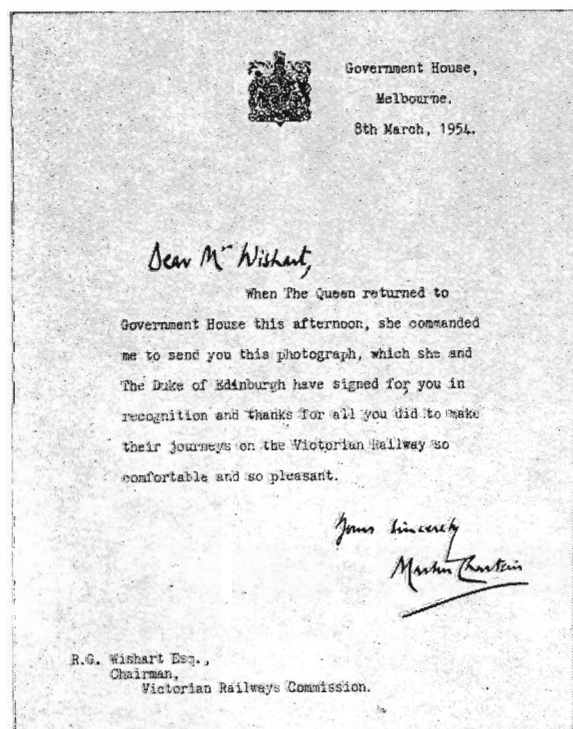 Government House,
Melbourne.
8th March, 1954.
Dear Mr Wishart,
When The Queen returned to
Government House this afternoon, she commanded
me to send you this photograph, which she and
The Duke of Edinburgh have signed for you in
recognition and thanks for all you did to make
their journeys on the Victorian Railway so
comfortable and so pleasant.
Yours sincerely
Martin Charteris
R.G. Wishart Esq.,
Chairman,
Victorian Railways Commission.